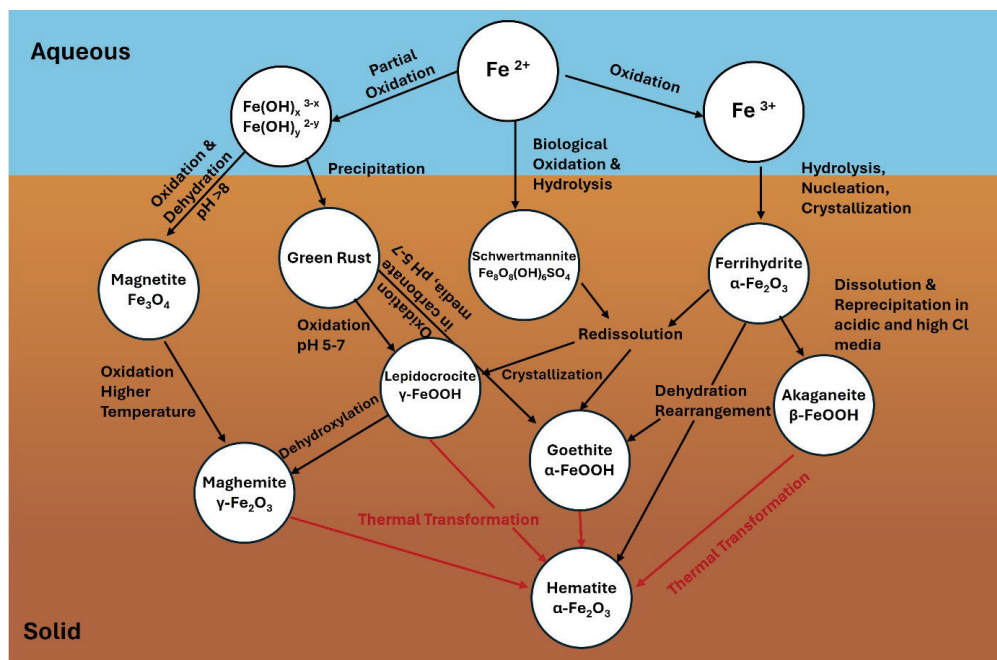 Aqueous
Partial
Oxidation
Fe ²⁺
Oxidation
Fe ³⁺
Fe(OH)ₓ ³⁻ˣ
Fe(OH)ᵧ ²⁻ʸ
Oxidation &
Dehydration
pH >8
Precipitation
Biological
Oxidation &
Hydrolysis
Hydrolysis,
Nucleation,
Crystallization
Magnetite
Fe₃O₄
Green Rust
Oxidation
in carbonate
media, pH 5-7
Schwertmannite
Fe₈O₈(OH)₆SO₄
Ferrihydrite
α-Fe₂O₃
Dissolution &
Reprecipitation in
acidic and high Cl
media
Oxidation
pH 5-7
Redissolution
Oxidation
Higher
Temperature
Lepidocrocite
γ-FeOOH
Crystallization
Dehydration
Rearrangement
Akaganeite
β-FeOOH
Dehydroxylation
Goethite
α-FeOOH
Maghemite
γ-Fe₂O₃
Thermal Transformation
Thermal Transformation
Hematite
α-Fe₂O₃
Solid